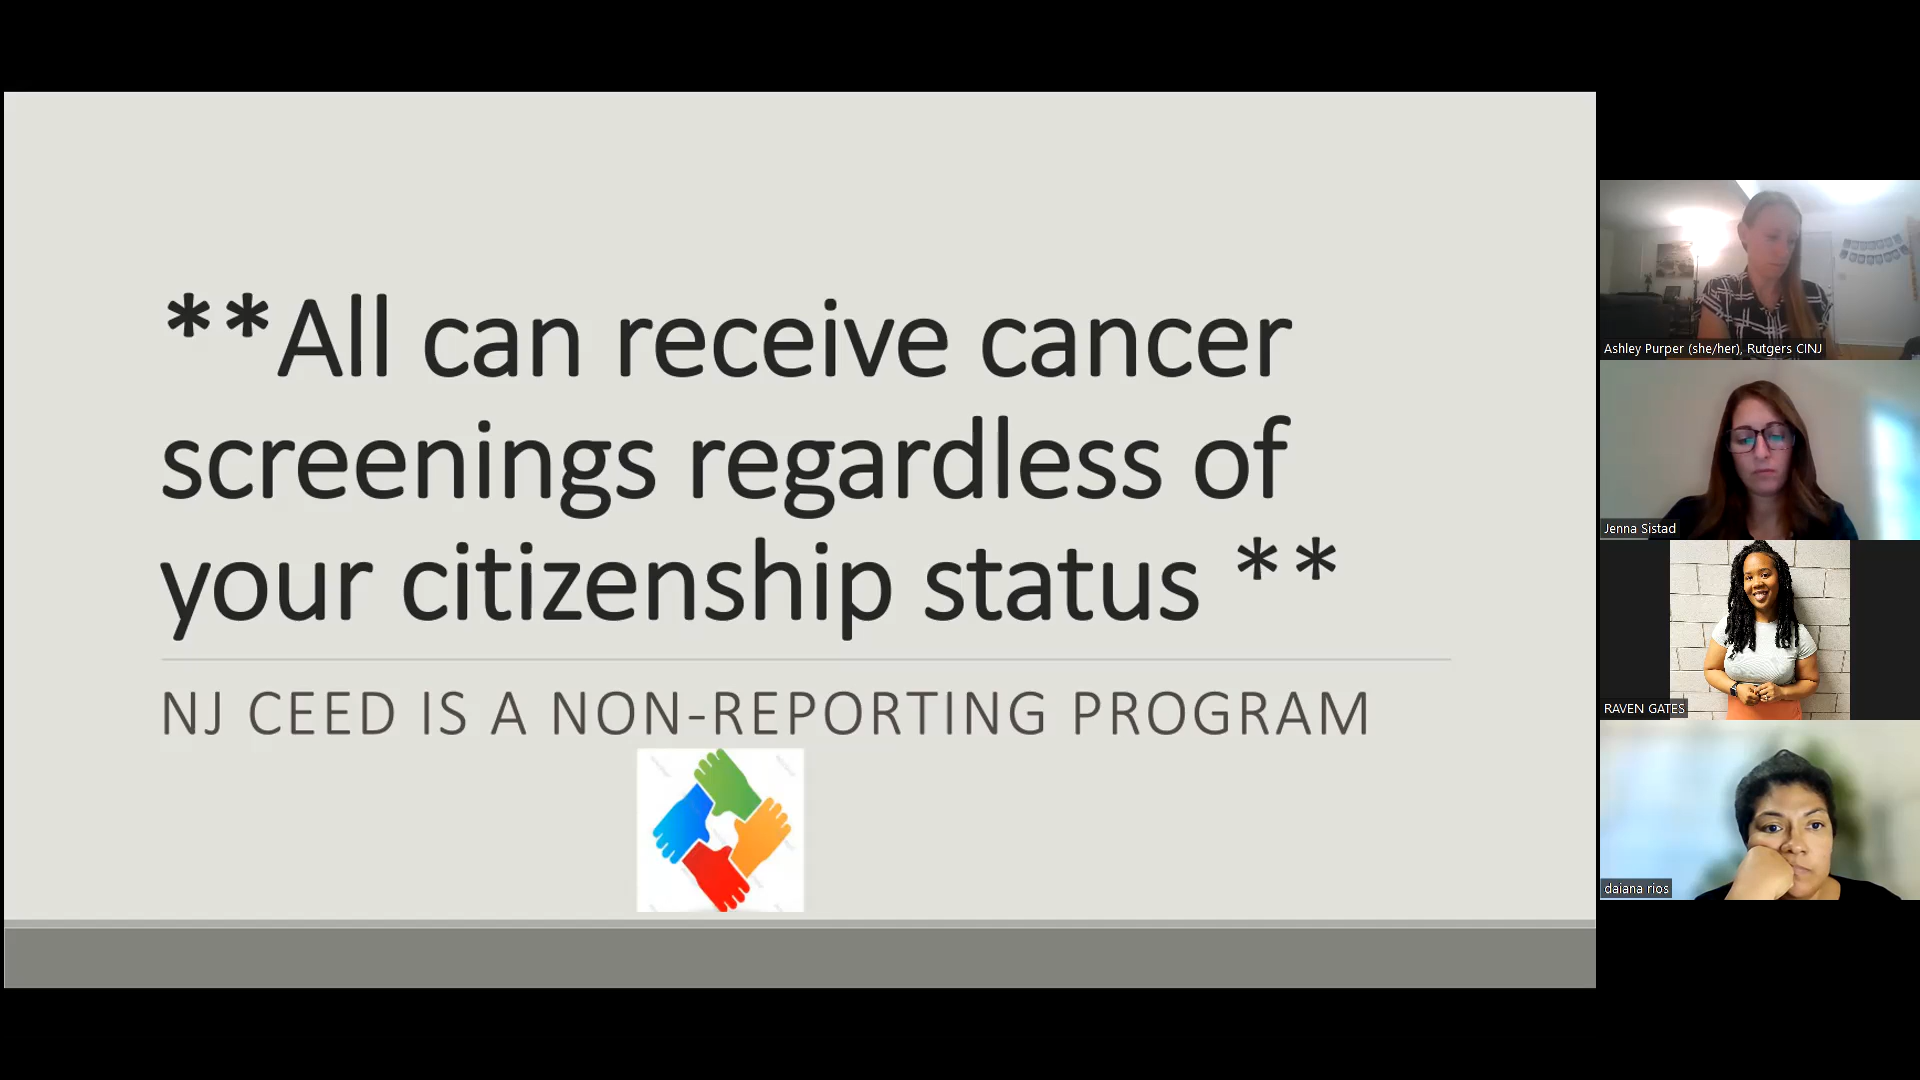 **All can receive cancer
screenings regardless of
your citizenship status **
NJ CEED IS A NON-REPORTING PROGRAM
Ashley Purper (she/her), Rutgers CINJ
Jenna Sistad
RAVEN GATES
daiana rios